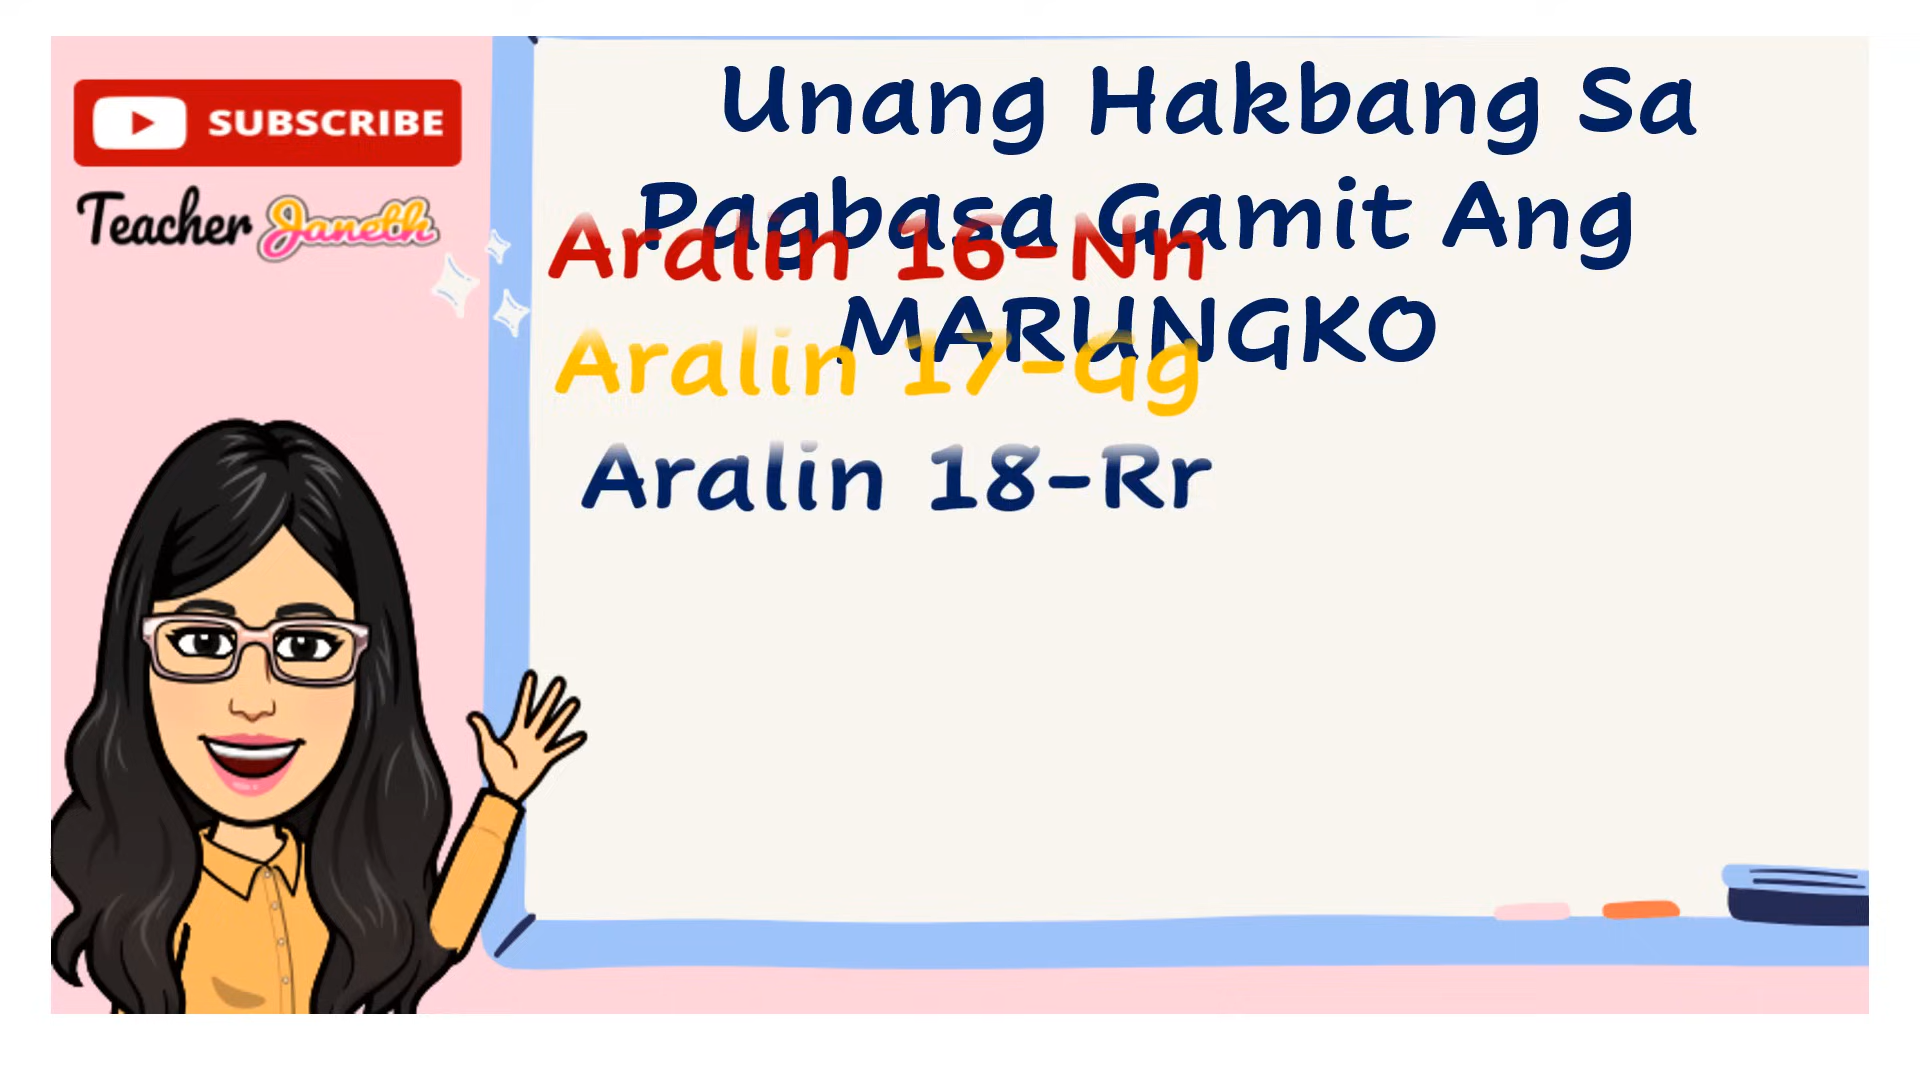 SUBSCRIBE
Teacher Janeth
Unang Hakbang Sa
Pagbasa Gamit Ang
MARUNGKO
Aralin 16-Nn
Aralin 17-Gg
Aralin 18-Rr